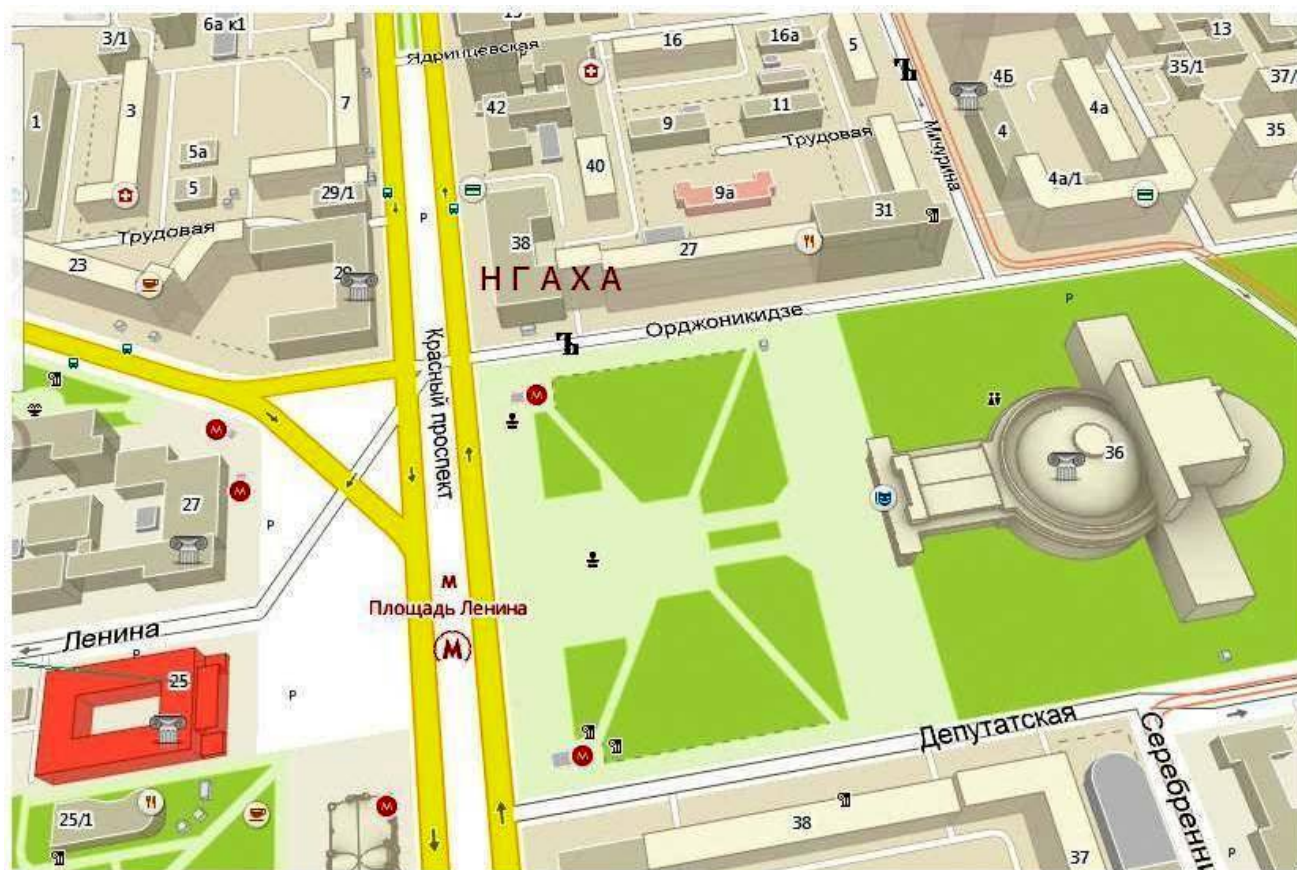 6а к1
3/1
Ядринцевская
16
16а
5
13
Ъ
4Б
35/1
37/
1
3
7
42
9
11
4
4а
35
Трудовая
Мичурина
5а
5
29/1
40
9а
4а/1
P
31
Трудовая
38
27
23
29
НГАХА
P
Орджоникидзе
Ъ
Красный проспект
М
М
М
36
27
P
М
Площадь Ленина
М
Ленина
P
25
P
Депутатская
Серебренни
М
М
25/1
38
37
P